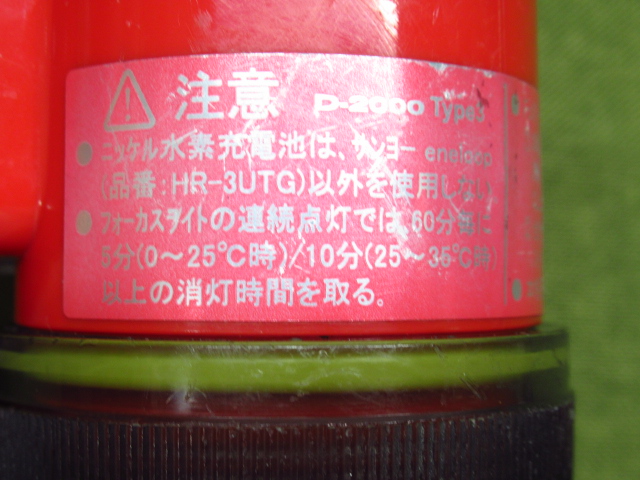 注意 D-2000 Type3
●ニッケル水素充電池は、サンヨー eneloop
(品番:HR-3UTG)以外を使用しない
●フォーカスライトの連続点灯では、60分毎に
5分(0～25℃時)/10分(25～35℃時)
以上の消灯時間を取る。